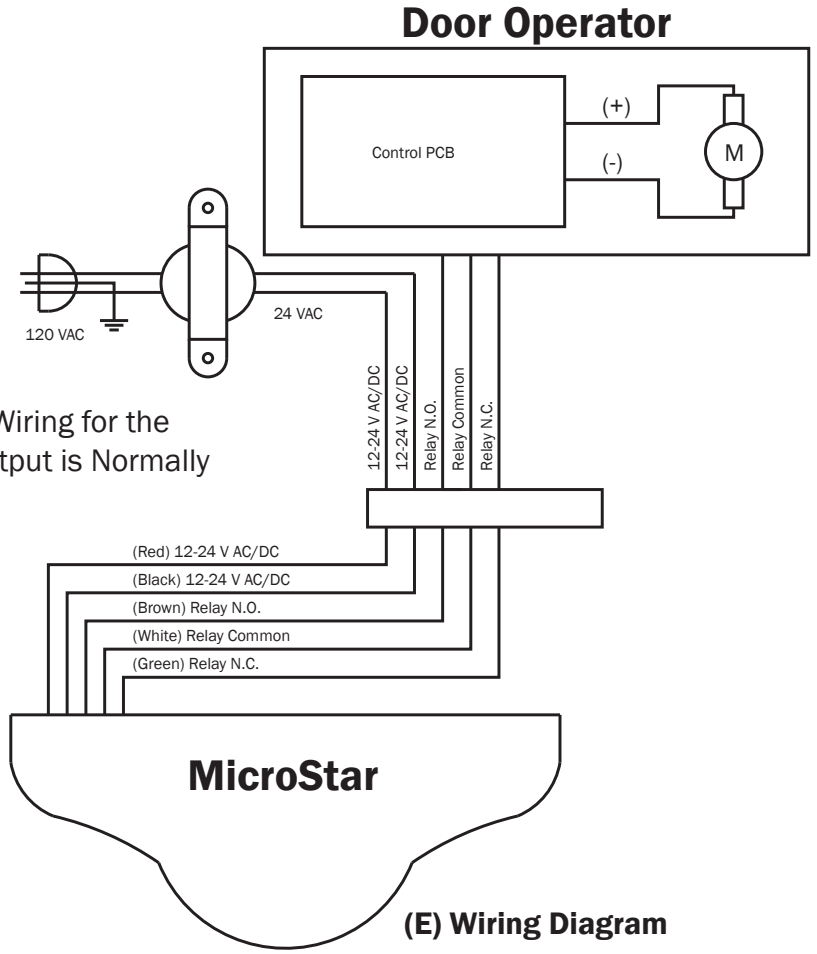 Door Operator
(+)
Control PCB
M
(-)
24 VAC
120 VAC
12-24 V AC/DC
12-24 V AC/DC
Relay N.O.
Relay Common
Relay N.C.
Wiring for the
is Normally
(Red) 12-24 V AC/DC
(Black) 12-24 V AC/DC
(Brown) Relay N.O.
(White) Relay Common
(Green) Relay N.C.
MicroStar
(E) Wiring Diagram